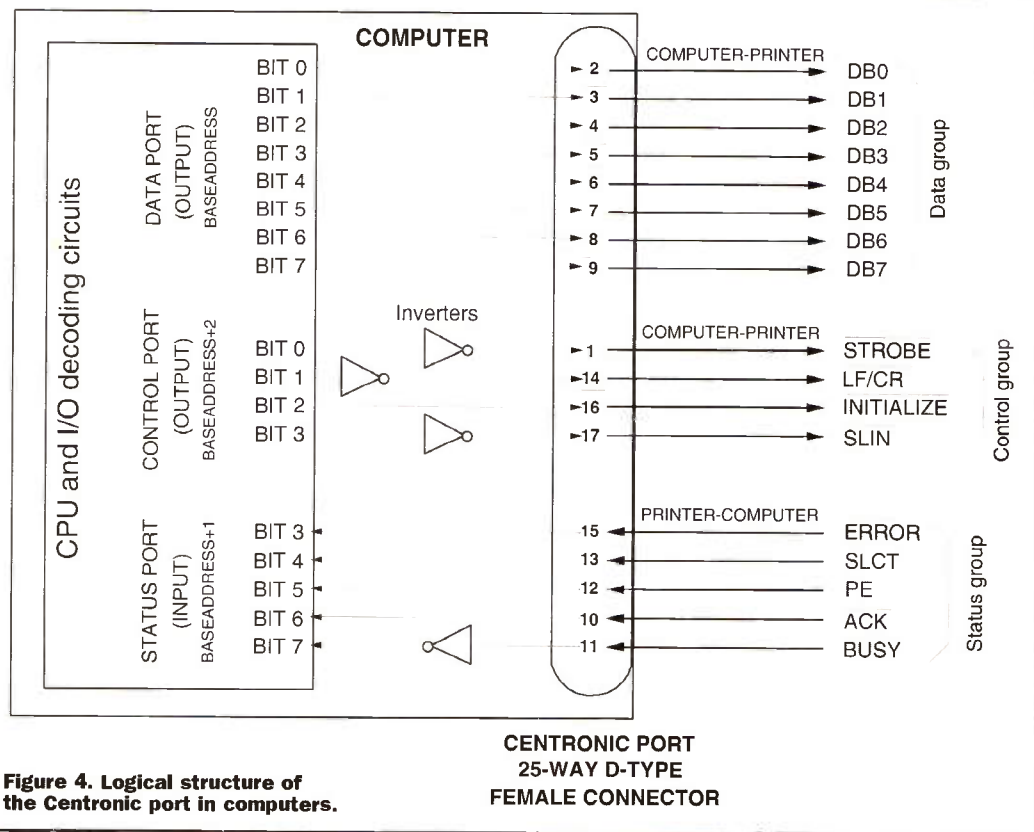 COMPUTER
CPU and I/O decoding circuits
DATA PORT
(OUTPUT)
BASEADDRESS
BIT 0
BIT 1
BIT 2
BIT 3
BIT 4
BIT 5
BIT 6
BIT 7
CONTROL PORT
(OUTPUT)
BASEADDRESS+2
BIT 0
BIT 1
BIT 2
BIT 3
STATUS PORT
(INPUT)
BASEADDRESS+1
BIT 3
BIT 4
BIT 5
BIT 6
BIT 7
Inverters
COMPUTER-PRINTER
2 DB0
3 DB1
4 DB2
5 DB3
6 DB4
7 DB5
8 DB6
9 DB7
Data group
COMPUTER-PRINTER
1 STROBE
14 LF/CR
16 INITIALIZE
17 SLIN
Control group
PRINTER-COMPUTER
15 ERROR
13 SLCT
12 PE
10 ACK
11 BUSY
Status group
CENTRONIC PORT
25-WAY D-TYPE
FEMALE CONNECTOR
Figure 4. Logical structure of
the Centronic port in computers.